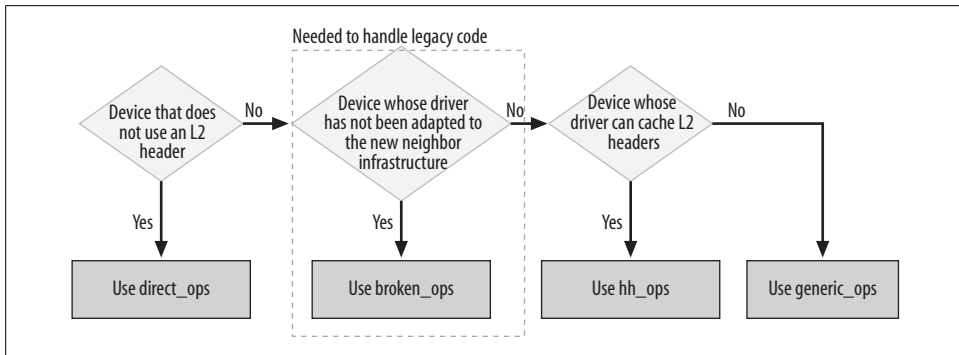 Needed to handle legacy code
Device that does
not use an L2
header
No
Device whose driver
has not been adapted to
the new neighbor
infrastructure
No
Device whose
driver can cache L2
headers
No
Yes
Yes
Yes
Use direct_ops
Use broken_ops
Use hh_ops
Use generic_ops